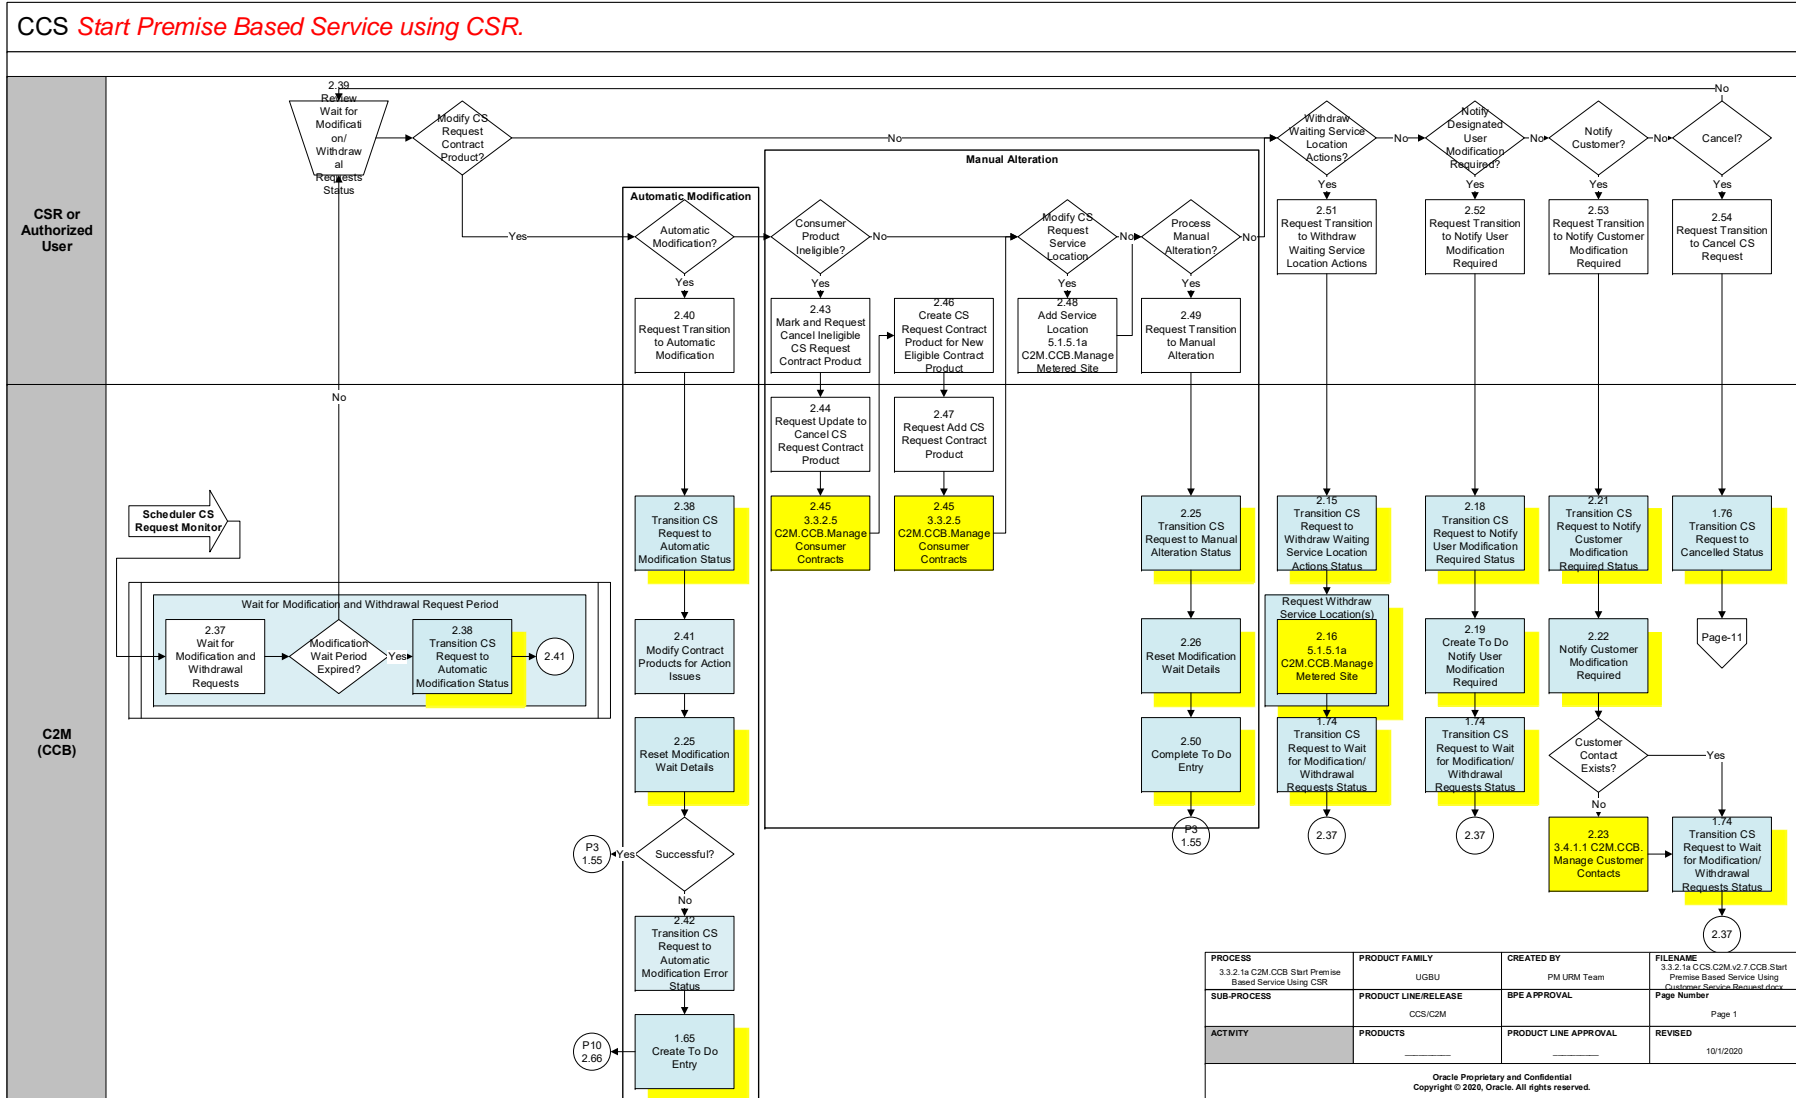 CCS Start Premise Based Service using CSR.
CSR or
Authorized
User
2.39
Review
Wait for
Modificati
on/
Withdraw
al
Requests
Status
Modify CS
Request
Contract
Product?
No
Yes
Automatic Modification
Automatic
Modification?
Yes
2.40
Request Transition
to Automatic
Modification
Manual Alteration
Consumer
Product
Ineligible?
No
Yes
2.43
Mark and Request
Cancel Ineligible
CS Request
Contract Product
2.46
Create CS
Request Contract
Product for New
Eligible Contract
Product
Modify CS
Request
Service
Location
No
Yes
2.48
Add Service
Location
5.1.5.1a
C2M.CCB.Manage
Metered Site
Process
Manual
Alteration?
No
Yes
2.49
Request Transition
to Manual
Alteration
Withdraw
Waiting Service
Location
Actions?
No
Yes
2.51
Request Transition
to Withdraw
Waiting Service
Location Actions
Notify
Designated
User
Modification
Required?
No
Yes
2.52
Request Transition
to Notify User
Modification
Required
Notify
Customer?
No
Yes
2.53
Request Transition
to Notify Customer
Modification
Required
No
Cancel?
Yes
2.54
Request Transition
to Cancel CS
Request
C2M
(CCB)
No
Scheduler CS
Request Monitor
Wait for Modification and Withdrawal Request Period
2.37
Wait for
Modification and
Withdrawal
Requests
Modification
Wait Period
Expired?
Yes
2.38
Transition CS
Request to
Automatic
Modification Status
2.41
2.38
Transition CS
Request to
Automatic
Modification Status
2.41
Modify Contract
Products for Action
Issues
2.25
Reset Modification
Wait Details
Successful?
Yes
P3
1.55
No
2.42
Transition CS
Request to
Automatic
Modification Error
Status
1.65
Create To Do
Entry
P10
2.66
2.44
Request Update to
Cancel CS
Request Contract
Product
2.45
3.3.2.5
C2M.CCB.Manage
Consumer
Contracts
2.47
Request Add CS
Request Contract
Product
2.45
3.3.2.5
C2M.CCB.Manage
Consumer
Contracts
2.25
Transition CS
Request to Manual
Alteration Status
2.26
Reset Modification
Wait Details
2.50
Complete To Do
Entry
P3
1.55
2.15
Transition CS
Request to
Withdraw Waiting
Service Location
Actions Status
Request Withdraw
Service Location(s)
2.16
5.1.5.1a
C2M.CCB.Manage
Metered Site
1.74
Transition CS
Request to Wait
for Modification/
Withdrawal
Requests Status
2.37
2.18
Transition CS
Request to Notify
User Modification
Required Status
2.19
Create To Do
Notify User
Modification
Required
1.74
Transition CS
Request to Wait
for Modification/
Withdrawal
Requests Status
2.37
2.21
Transition CS
Request to Notify
Customer
Modification
Required Status
2.22
Notify Customer
Modification
Required
Customer
Contact
Exists?
Yes
No
2.23
3.4.1.1 C2M.CCB.
Manage Customer
Contacts
1.76
Transition CS
Request to
Cancelled Status
Page-11
1.74
Transition CS
Request to Wait
for Modification/
Withdrawal
Requests Status
2.37
PROCESS
3.3.2.1a C2M.CCB Start Premise
Based Service Using CSR
PRODUCT FAMILY
UGBU
CREATED BY
PM URM Team
FILENAME
3.3.2.1a CCS.C2M.v2.7.CCB.Start
Premise Based Service Using
Customer Service Request.docx
SUB-PROCESS
PRODUCT LINE/RELEASE
CCS/C2M
BPE APPROVAL
Page Number
Page 1
ACTIVITY
PRODUCTS
PRODUCT LINE APPROVAL
REVISED
10/1/2020
Oracle Proprietary and Confidential
Copyright © 2020, Oracle. All rights reserved.